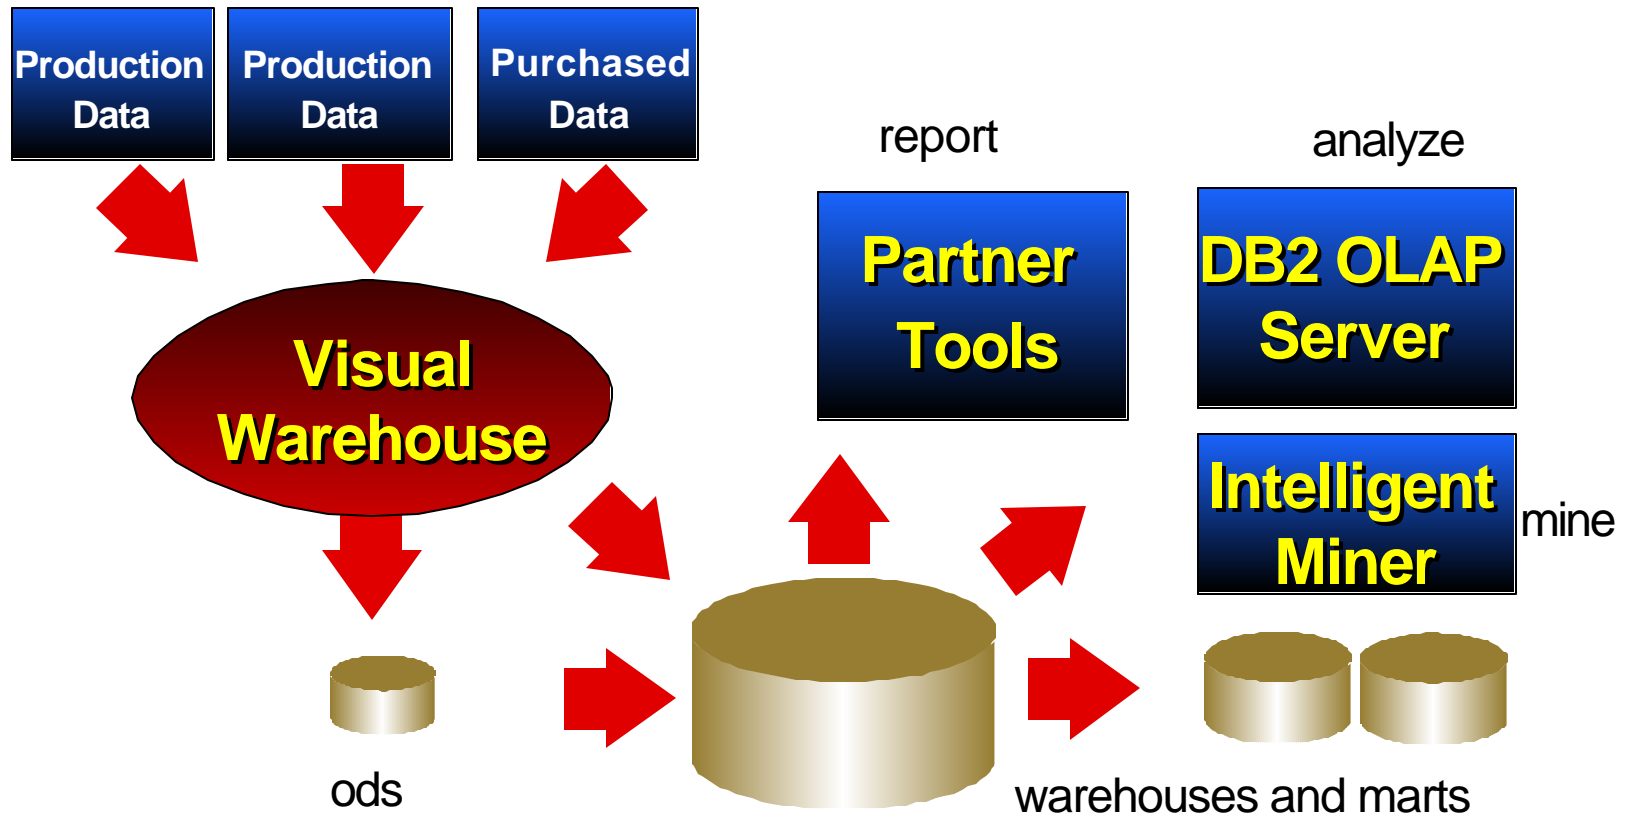 Production
Data
Production
Data
Purchased
Data
report
analyze
Partner
Tools
DB2 OLAP
Server
Visual
Warehouse
Intelligent
Miner
mine
ods
warehouses and marts